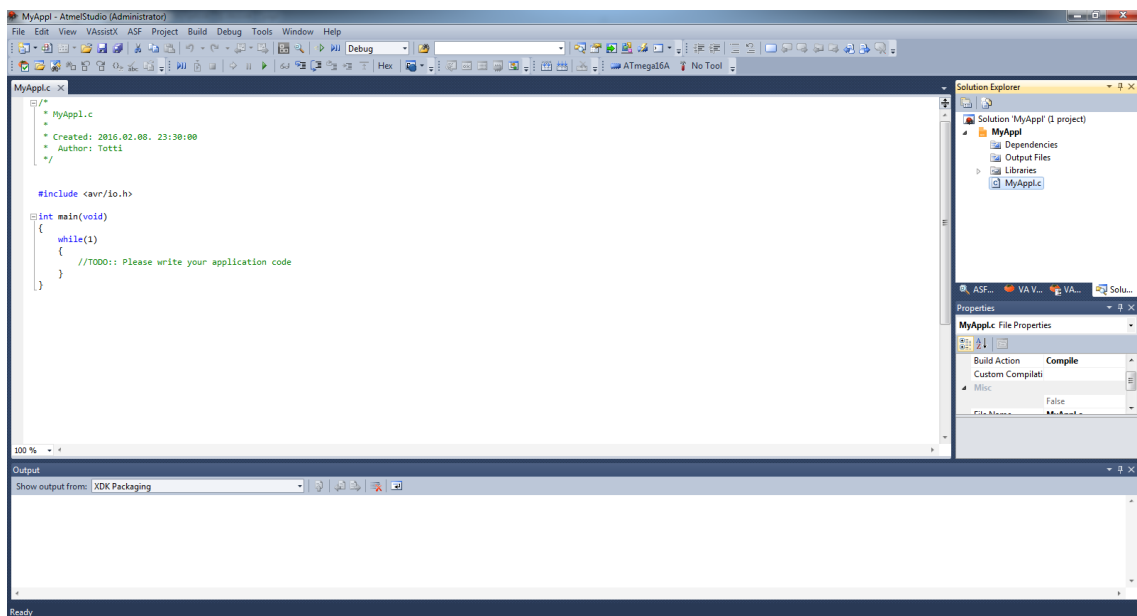 MyAppl - AtmelStudio (Administrator)
File Edit View VAssistX ASF Project Build Debug Tools Window Help
Debug
Hex ATmega16A No Tool
MyAppl.c
/*
* MyAppl.c
*
* Created: 2016.02.08. 23:30:00
* Author: Totti
*/
#include <avr/io.h>
int main(void)
{
while(1)
{
//TODO:: Please write your application code
}
}
100 %
Solution Explorer
Solution 'MyAppl' (1 project)
MyAppl
Dependencies
Output Files
Libraries
MyAppl.c
ASF... VA V... VA... Solu...
Properties
MyAppl.c File Properties
Build Action Compile
Custom Compilati
Misc
False
File Name MyAppl.c
Output
Show output from: XDK Packaging
Ready